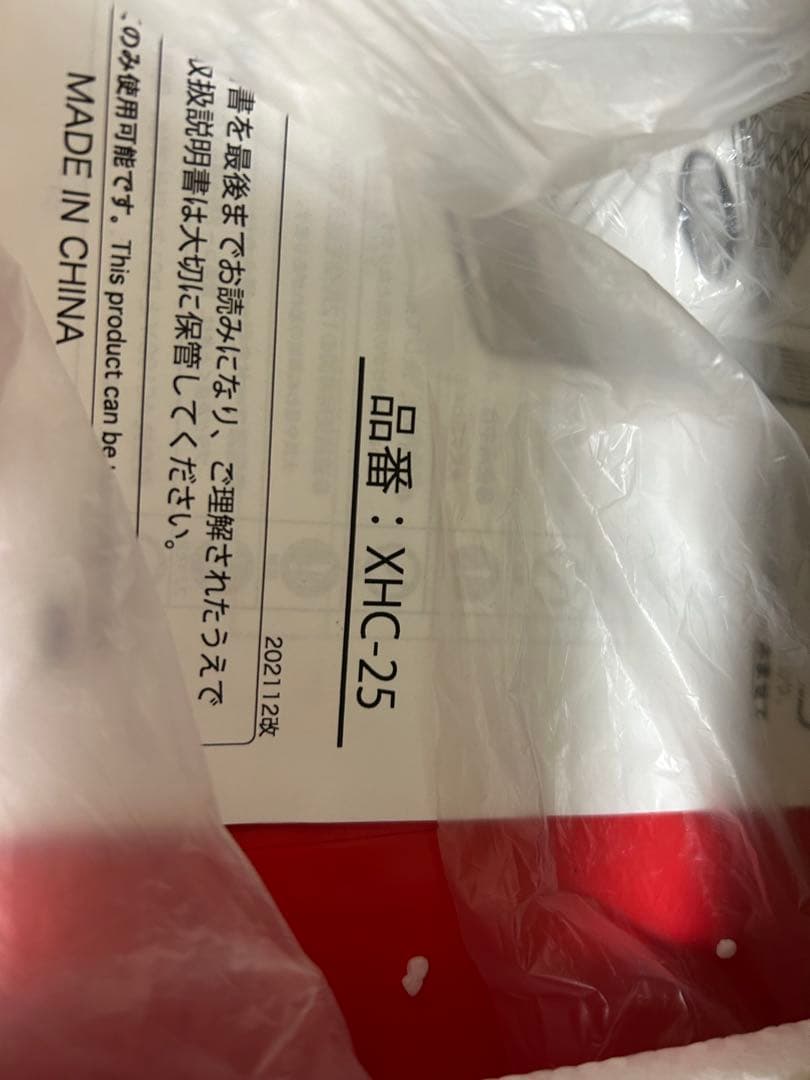 品番：XHC-25
202112改
書を最後までお読みになり、ご理解されたうえで
取扱説明書は大切に保管してください。
のみ使用可能です。This product can be
MADE IN CHINA